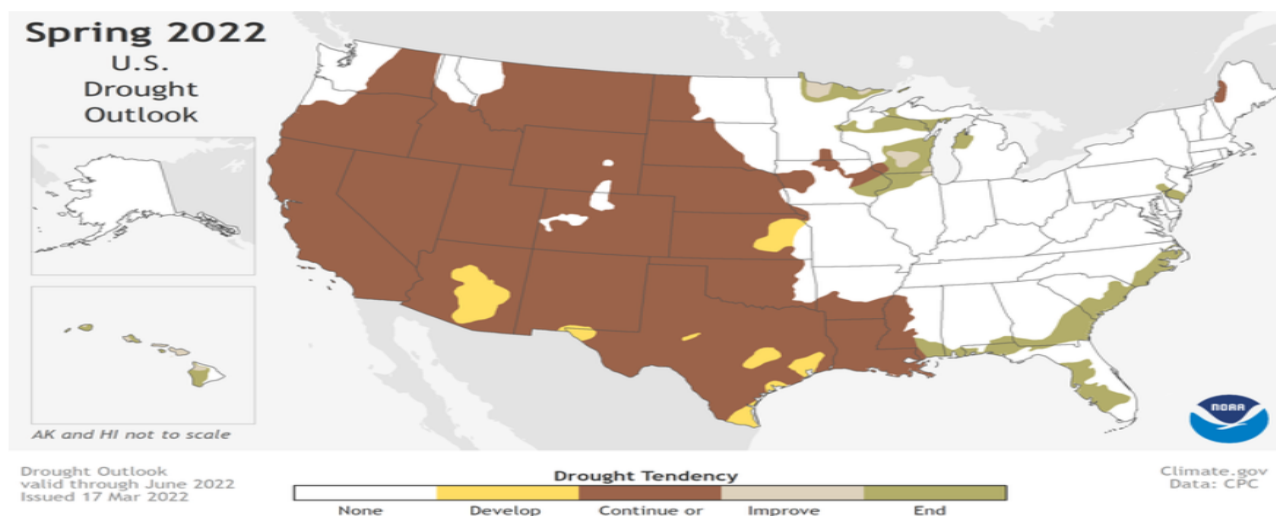 Spring 2022
U.S.
Drought
Outlook
AK and HI not to scale
NOAA
Drought Outlook
valid through June 2022
Issued 17 Mar 2022
Drought Tendency
None
Develop
Continue or
Improve
End
Climate.gov
Data: CPC